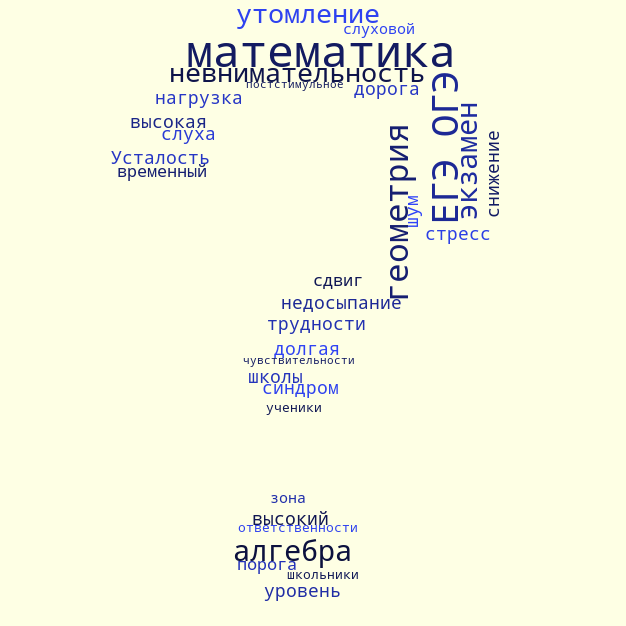 утомление
слуховой
математика
невнимательность
постстимульное
дорога
нагрузка
высокая
слуха
Усталость
временный
ЕГЭ ОГЭ
экзамен
снижение
геометрия
шум
стресс
сдвиг
недосыпание
трудности
долгая
чувствительности
школы
синдром
ученики
зона
высокий
ответственности
алгебра
порога
школьники
уровень